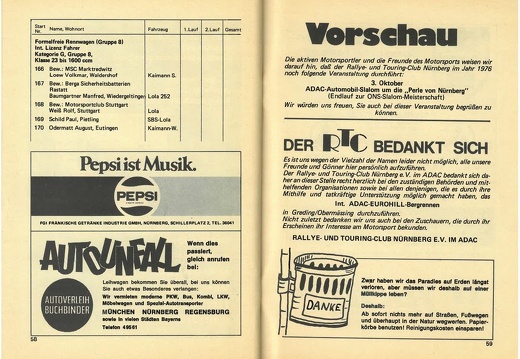 Start Nr. Name, Wohnort Fahrzeug 1.Lauf 2.Lauf Gesamt
Formelfreie Rennwagen (Gruppe 8)
Int. Lizenz Fahrer
Kategorie G, Gruppe 8,
Klasse 23 bis 1600 ccm
166 Bew.: MSC Marktredwitz
Loew Volkmar, Waldershof Kaimann S.
167 Bew.: Berga Sicherheitsbatterien
Rastatt
Baumgartner Manfred, Wiedergeltingen Lola 252
168 Bew.: Motorsportclub Stuttgart
Weiß Rolf, Stuttgart Lola
169 Schild Paul, Pietling SBS-Lola
170 Odermatt August, Eutingen Kaimann-W.
Pepsi ist Musik.
PEPSI
FGI FRÄNKISCHE GETRÄNKE INDUSTRIE GMBH, NÜRNBERG, SCHILLERPLATZ 2, TEL. 36041
AUTOUNFALL
Wenn dies
passiert,
gleich anrufen
bei:
AUTOVERLEIH
BUCHBINDER
Leihwagen bekommen Sie überall, bei uns können
Sie auch etwas Besonderes verlangen:
Wir vermieten moderne PKW, Bus, Kombi, LKW,
Möbelwagen und Spezial-Autotransporter
MÜNCHEN NÜRNBERG REGENSBURG
sowie in vielen Städten Bayerns
Telefon 49561
58
Vorschau
Die aktiven Motorsportler und die Freunde des Motorsports weisen wir
darauf hin, daß der Rallye- und Touring-Club Nürnberg im Jahr 1976
noch folgende Veranstaltung durchführt:
3. Oktober
ADAC-Automobil-Slalom um die „Perle von Nürnberg"
(Endlauf zur ONS-Slalom-Meisterschaft)
Wir würden uns freuen, Sie auch bei dieser Veranstaltung begrüßen zu
können.
DER RTC BEDANKT SICH
Es ist uns wegen der Vielzahl der Namen leider nicht möglich, alle unsere
Freunde und Gönner hier persönlich aufzuführen.
Der Rallye- und Touring-Club Nürnberg e.V. im ADAC bedankt sich da-
her an dieser Stelle recht herzlich bei den zuständigen Behörden und mit-
helfenden Organisationen sowie bei allen denjenigen, die es durch ihre
Mithilfe und tatkräftige Unterstützung möglich gemacht haben, das
Int. ADAC-EUROHILL-Bergrennen
in Greding/Obermässing durchzuführen.
Nicht zuletzt bedanken wir uns auch bei den Zuschauern, die durch ihr
Erscheinen ihr Interesse am Motorsport bekunden.
RALLYE- UND TOURING-CLUB NÜRNBERG E.V. IM ADAC
DANKE
Zwar haben wir das Paradies auf Erden längst
verloren, aber müssen wir deshalb auf einer
Müllkippe leben?
Deshalb:
Ab sofort nichts mehr auf Straßen, Fußwegen
und überhaupt in der Natur wegwerfen. Papier-
körbe benutzen! Reinigungskosten einsparen!
59